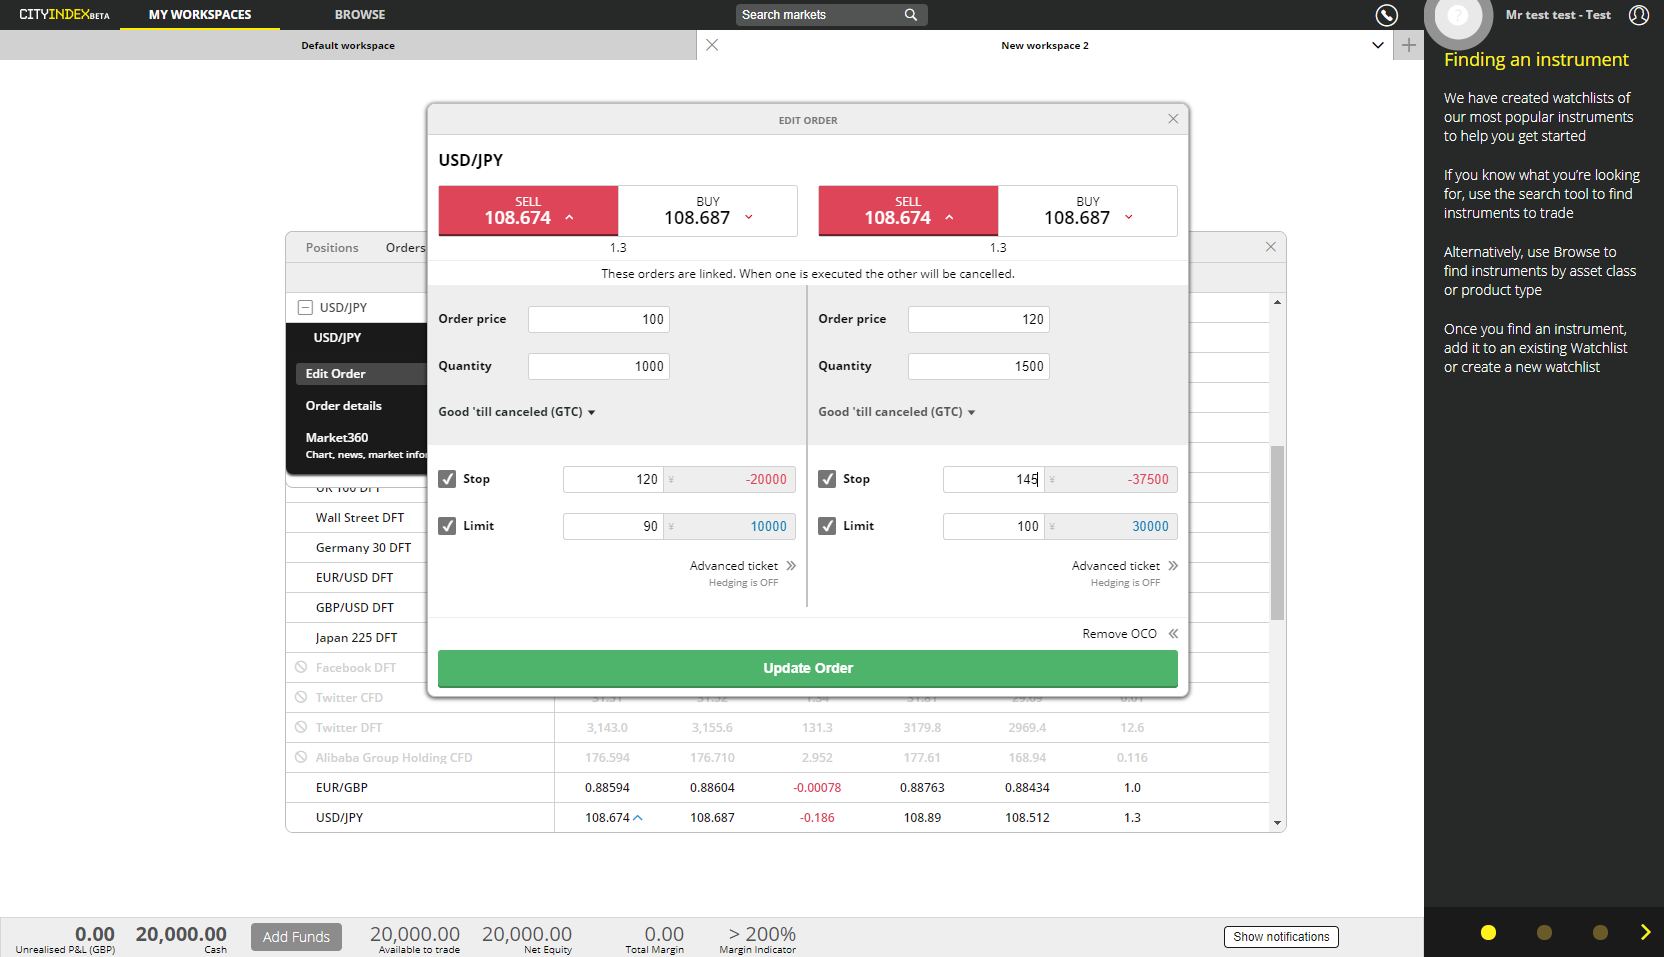 CITYINDEX BETA
MY WORKSPACES
BROWSE
Search markets
?
Mr test test - Test
Default workspace
New workspace 2
Finding an instrument
We have created watchlists of
our most popular instruments
to help you get started
If you know what you're looking
for, use the search tool to find
instruments to trade
Alternatively, use Browse to
find instruments by asset class
or product type
Once you find an instrument,
add it to an existing Watchlist
or create a new watchlist
EDIT ORDER
USD/JPY
SELL
108.674
BUY
108.687
1.3
SELL
108.674
BUY
108.687
1.3
These orders are linked. When one is executed the other will be cancelled.
Order price 100
Quantity 1000
Good 'till canceled (GTC)
Stop 120 ¥ -20000
Limit 90 ¥ 10000
Advanced ticket
Hedging is OFF
Order price 120
Quantity 1500
Good 'till canceled (GTC)
Stop 145 ¥ -37500
Limit 100 ¥ 30000
Advanced ticket
Hedging is OFF
Remove OCO
Update Order
Positions
Orders
USD/JPY
USD/JPY
Edit Order
Order details
Market360
Chart, news, market info
UK 100 DFT
Wall Street DFT
Germany 30 DFT
EUR/USD DFT
GBP/USD DFT
Japan 225 DFT
Facebook DFT
Twitter CFD
Twitter DFT 3,143.0 3,155.6 131.3 3179.8 2969.4 12.6
Alibaba Group Holding CFD 176.594 176.710 2.952 177.61 168.94 0.116
EUR/GBP 0.88594 0.88604 -0.00078 0.88763 0.88434 1.0
USD/JPY 108.674 108.687 -0.186 108.89 108.512 1.3
0.00
Unrealised P&L (GBP)
20,000.00
Cash
Add Funds
20,000.00
Available to trade
20,000.00
Net Equity
0.00
Total Margin
> 200%
Margin Indicator
Show notifications